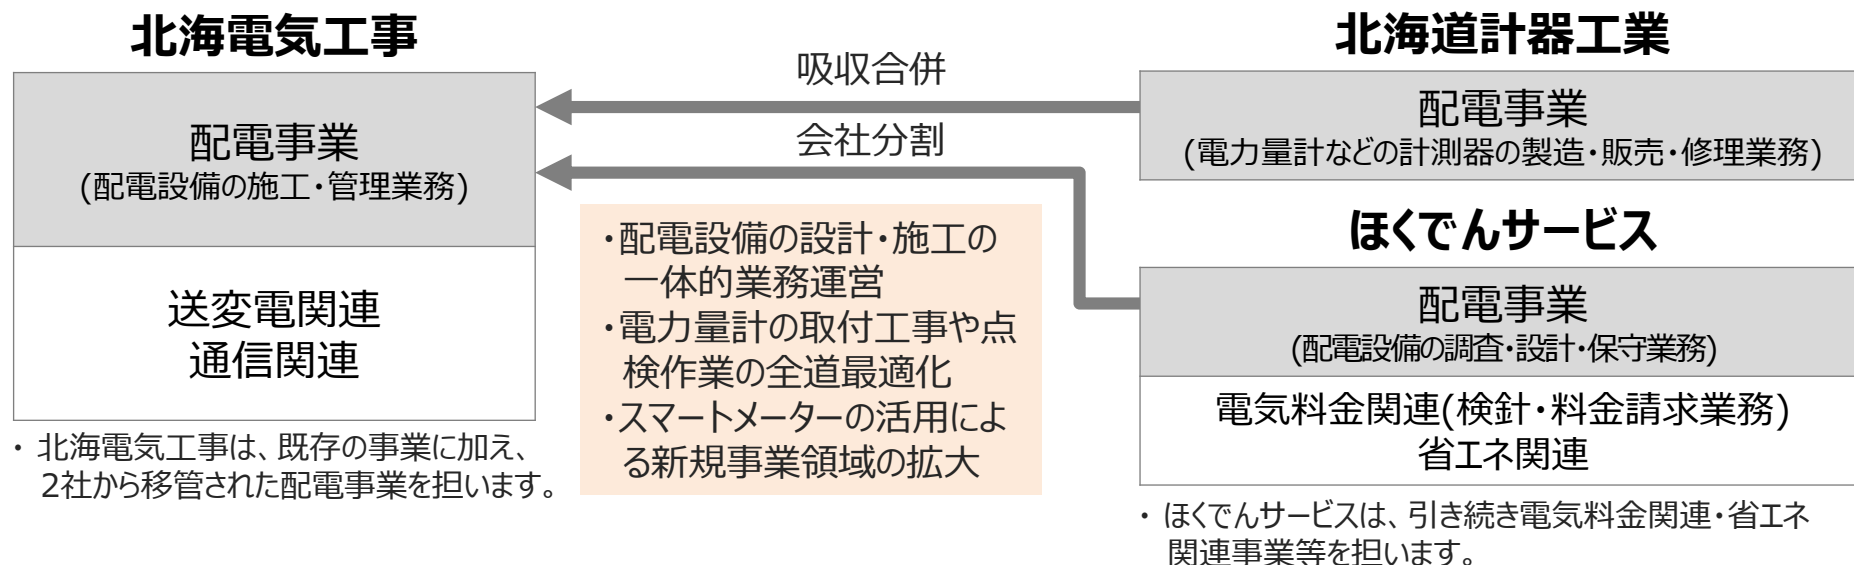 北海電気工事
配電事業
(配電設備の施工・管理業務)
送変電関連
通信関連
・ 北海電気工事は、既存の事業に加え、
2社から移管された配電事業を担います。
吸収合併
会社分割
・配電設備の設計・施工の
一体的業務運営
・電力量計の取付工事や点
検作業の全道最適化
・スマートメーターの活用によ
る新規事業領域の拡大
北海道計器工業
配電事業
(電力量計などの計測器の製造・販売・修理業務)
ほくでんサービス
配電事業
(配電設備の調査・設計・保守業務)
電気料金関連(検針・料金請求業務)
省エネ関連
・ ほくでんサービスは、引き続き電気料金関連・省エネ
関連事業等を担います。